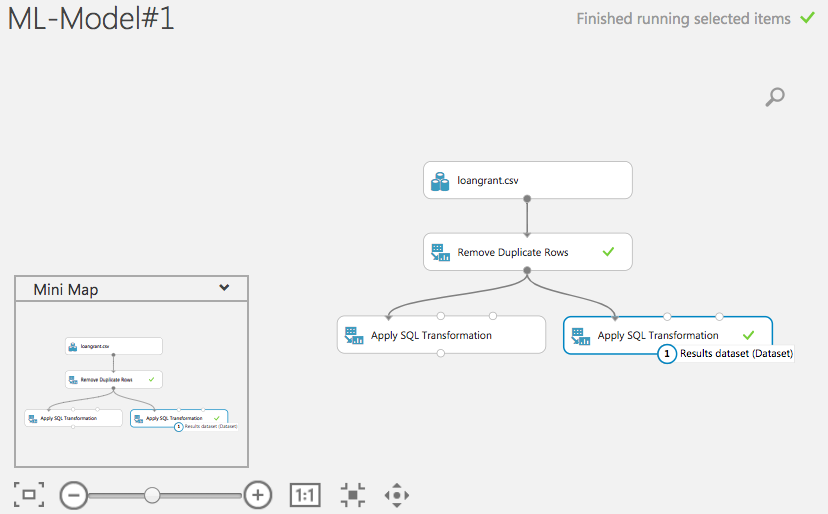 ML-Model#1
Finished running selected items
loangrant.csv
Remove Duplicate Rows
Apply SQL Transformation
Apply SQL Transformation
1 Results dataset (Dataset)
Mini Map
loangrant.csv
Remove Duplicate Rows
Apply SQL Transformation
Apply SQL Transformation
1 Results dataset (Dataset)
1:1